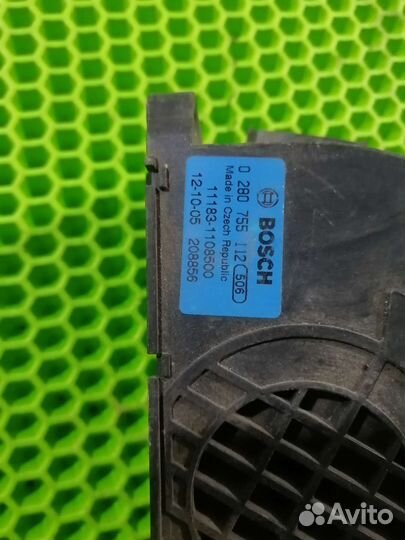 BOSCH
0 280 755 112 506
Made in Czech Republic
11183-1108500
12-10-05 208856
Avito